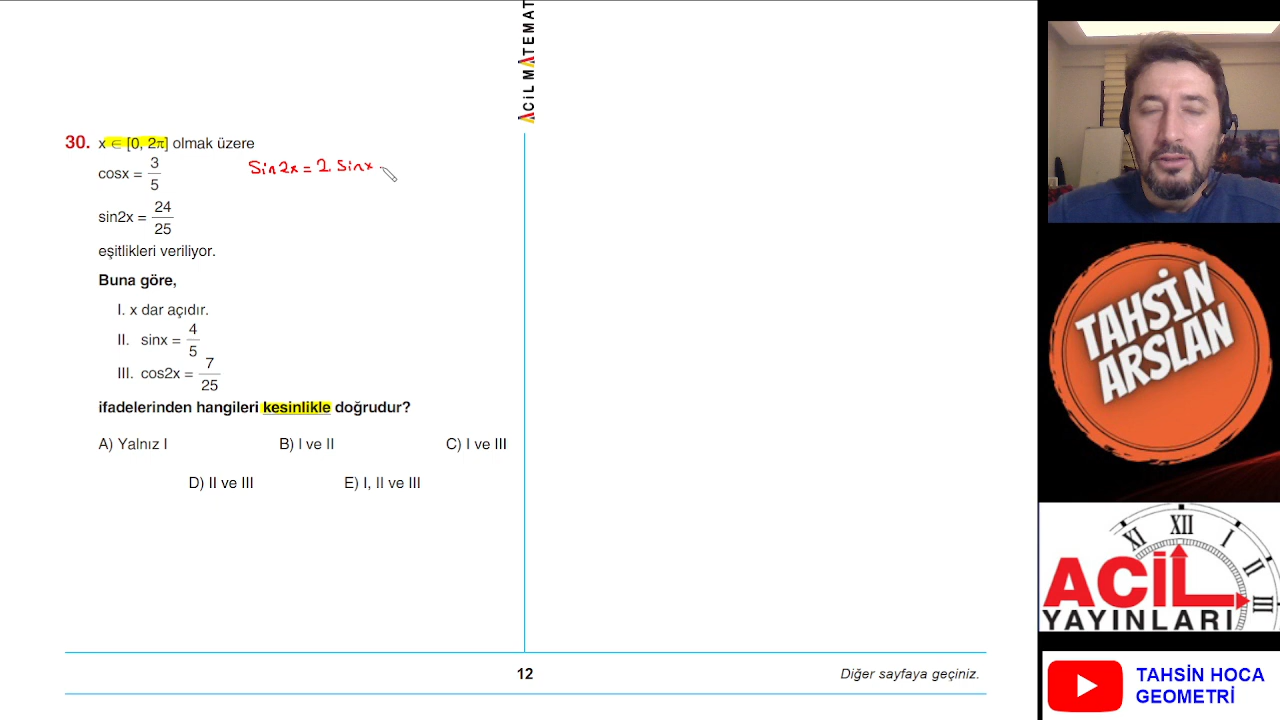 ACİL MATEMAT
30. x ∈ [0, 2π] olmak üzere
cosx = 3/5
sin2x = 24/25
Sin2x = 2. Sinx
eşitlikleri veriliyor.
Buna göre,
I. x dar açıdır.
II. sinx = 4/5
III. cos2x = 7/25
ifadelerinden hangileri kesinlikle doğrudur?
A) Yalnız I B) I ve II C) I ve III
D) II ve III E) I, II ve III
12
Diğer sayfaya geçiniz.
TAHSİN
ARSLAN
XI XII I II III
ACİL
YAYINLARI
TAHSİN HOCA
GEOMETRİ